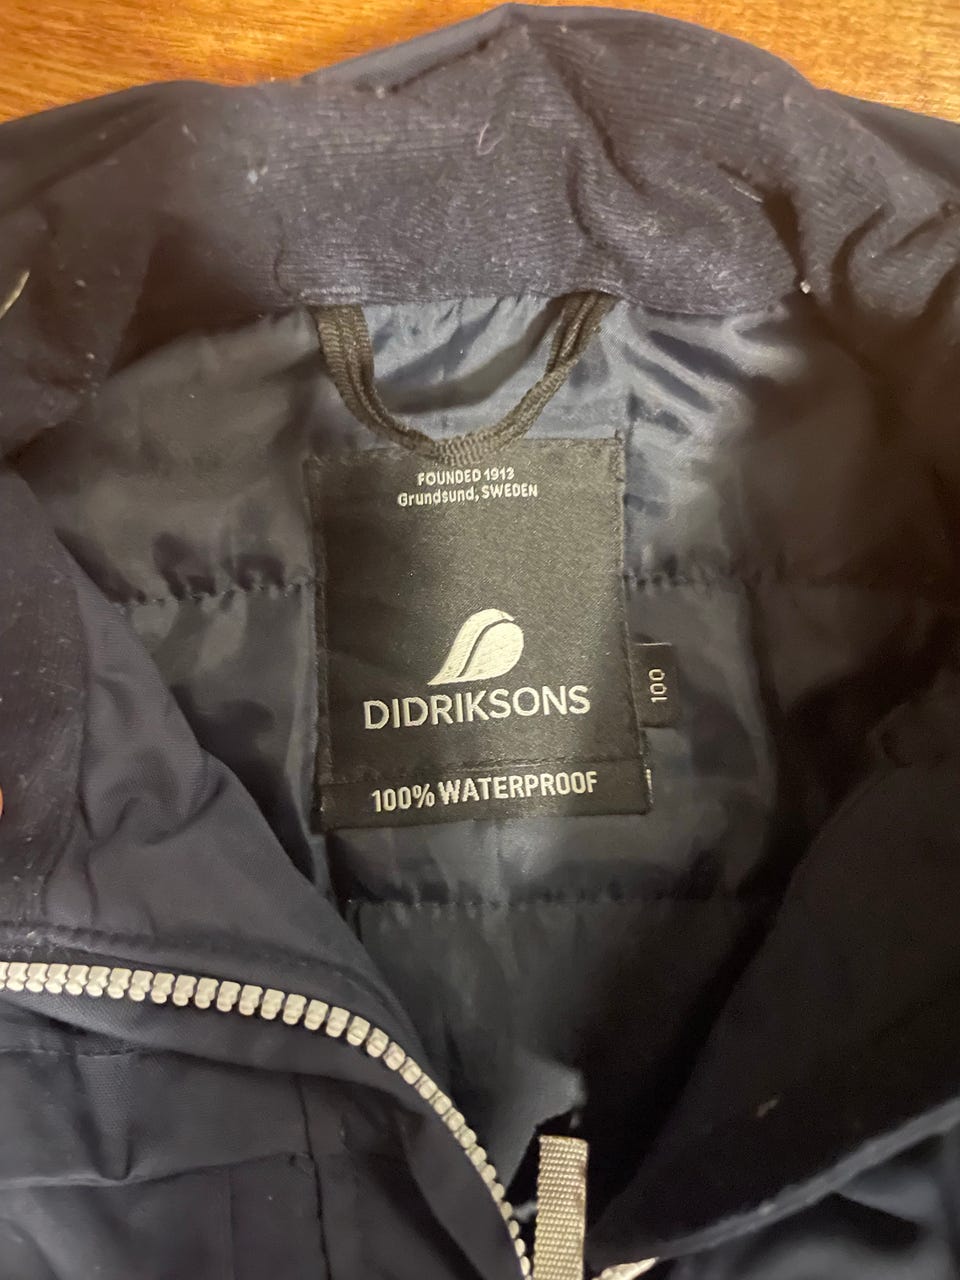 FOUNDED 1913
Grundsund, SWEDEN
DIDRIKSONS
100
100% WATERPROOF